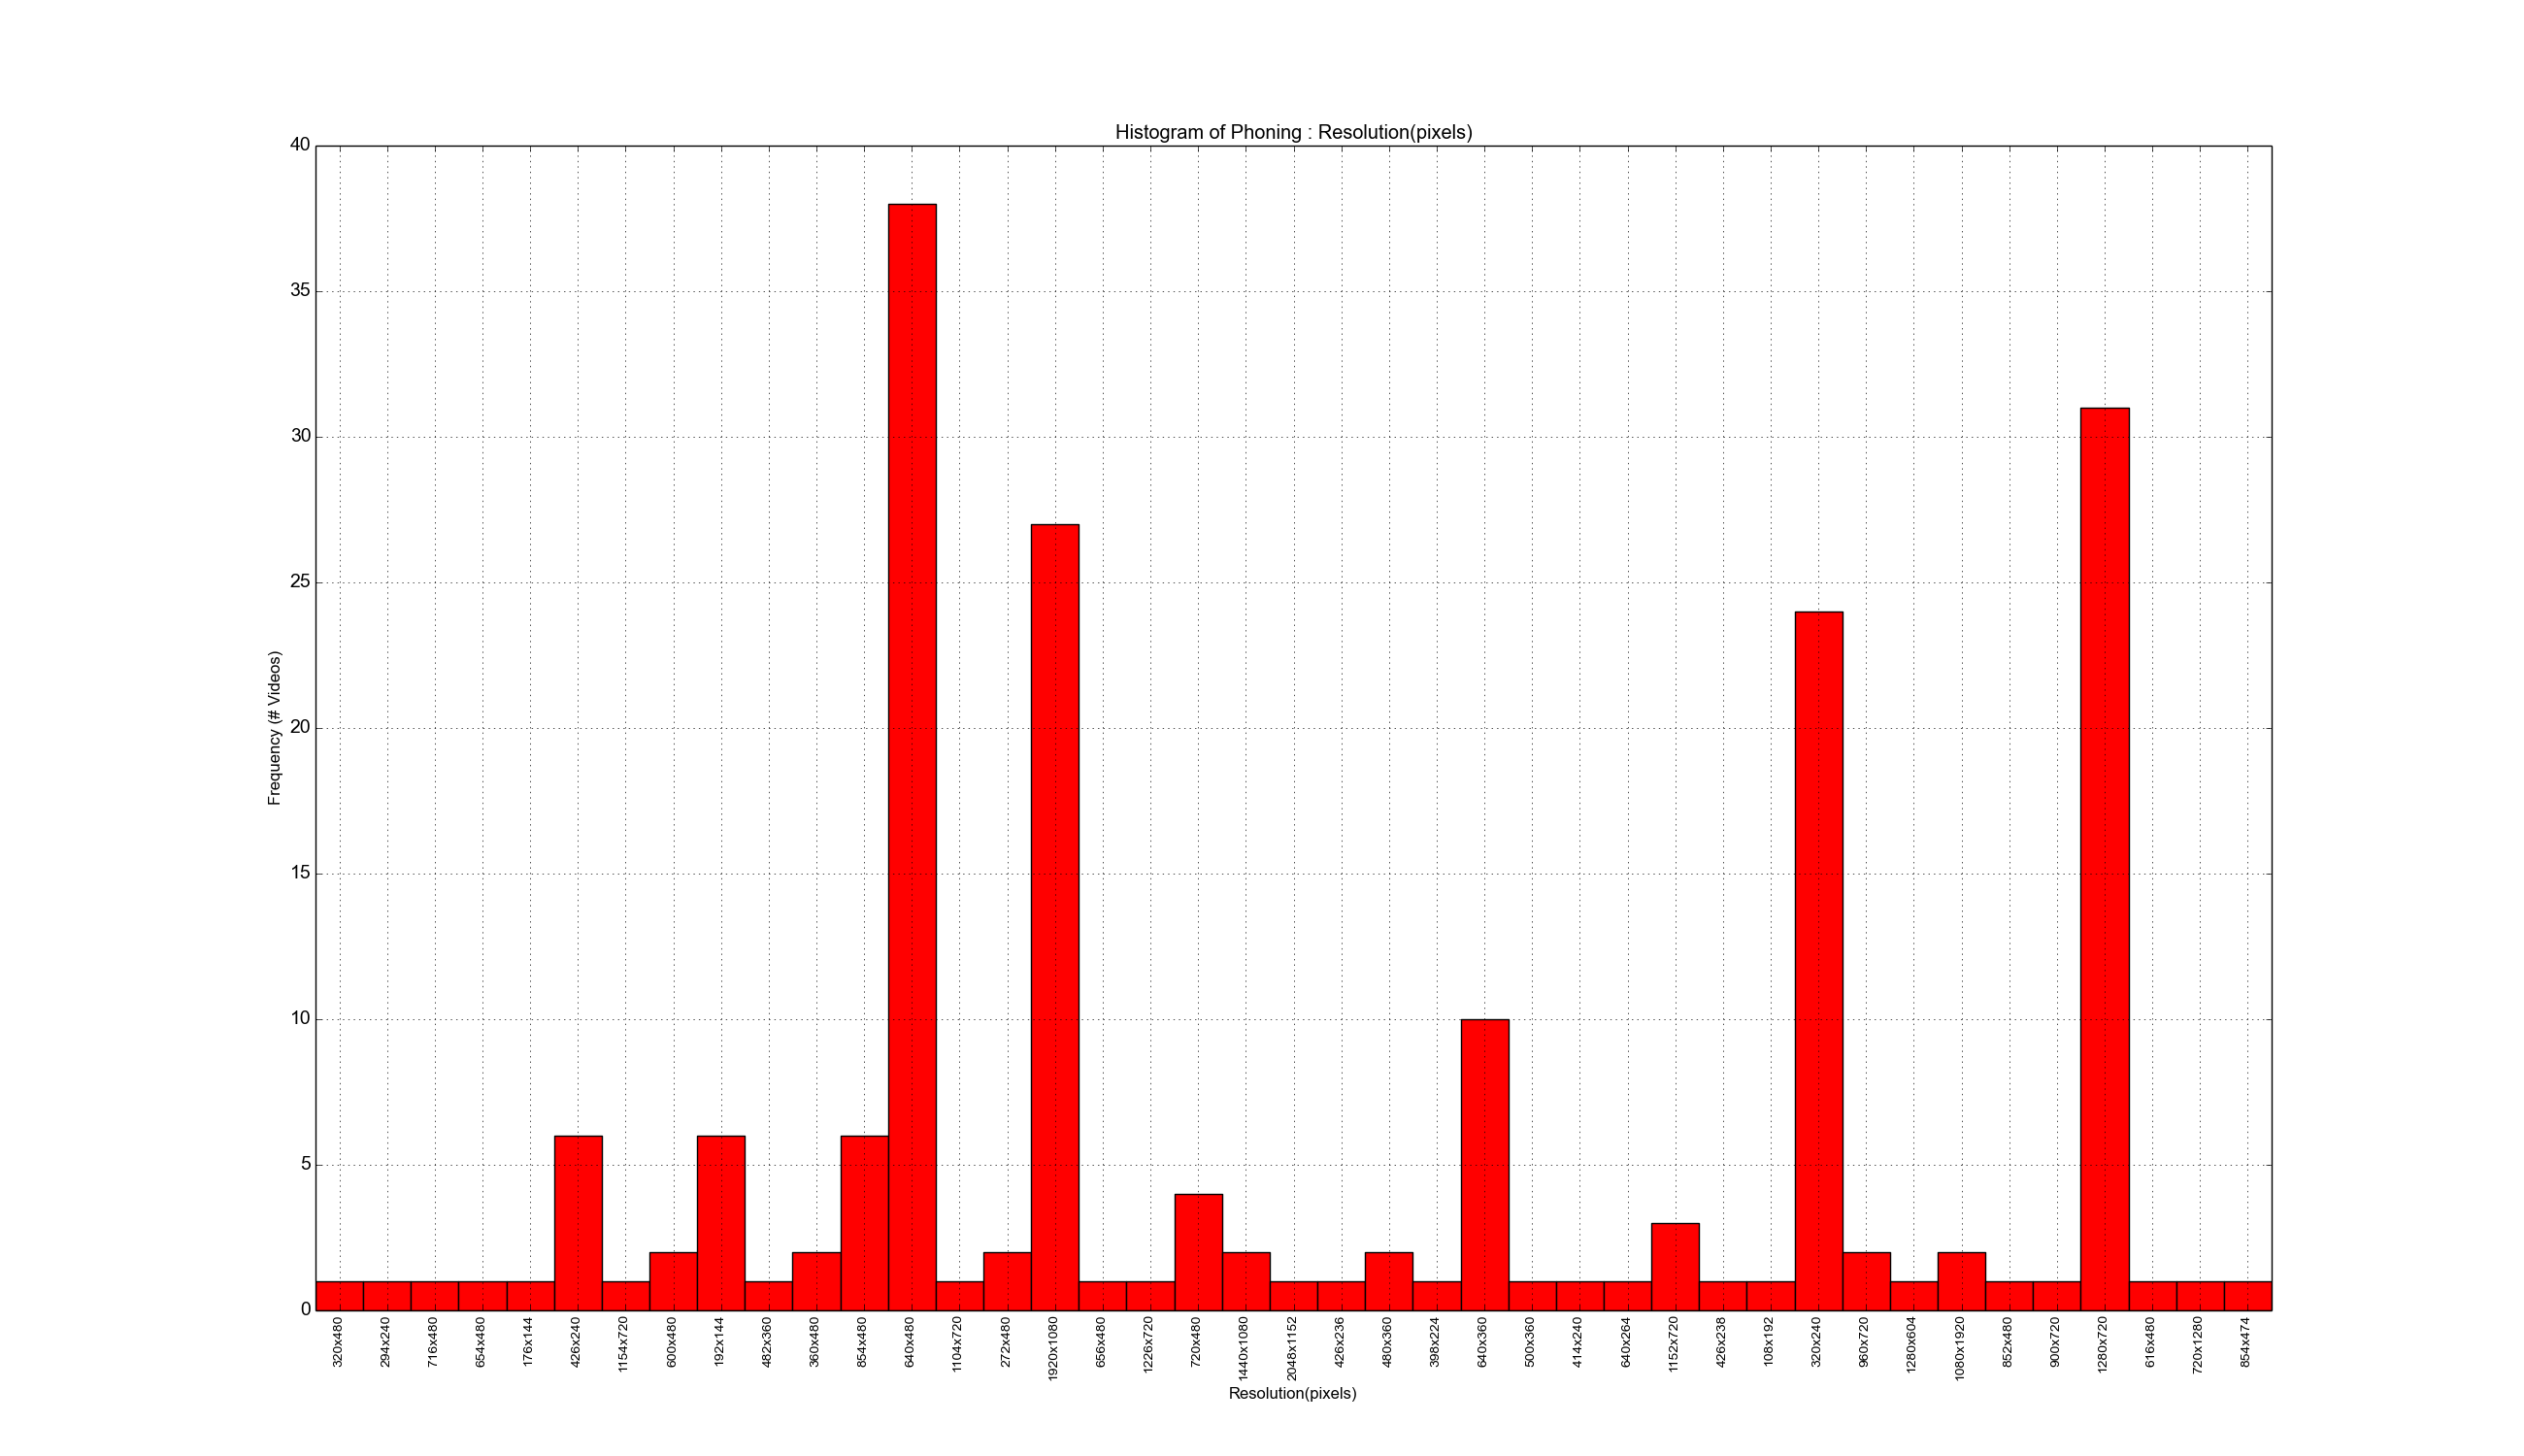 Histogram of Phoning : Resolution(pixels)
40
35
30
25
20
15
10
5
0
Frequency (# Videos)
320x480
294x240
716x480
654x480
176x144
426x240
1154x720
600x480
192x144
482x360
360x480
854x480
640x480
1104x720
272x480
1920x1080
656x480
1226x720
720x480
1440x1080
2048x1152
426x236
480x360
398x224
640x360
500x360
414x240
640x264
1152x720
426x238
108x192
320x240
960x720
1280x604
1080x1920
852x480
900x720
1280x720
616x480
720x1280
854x474
Resolution(pixels)